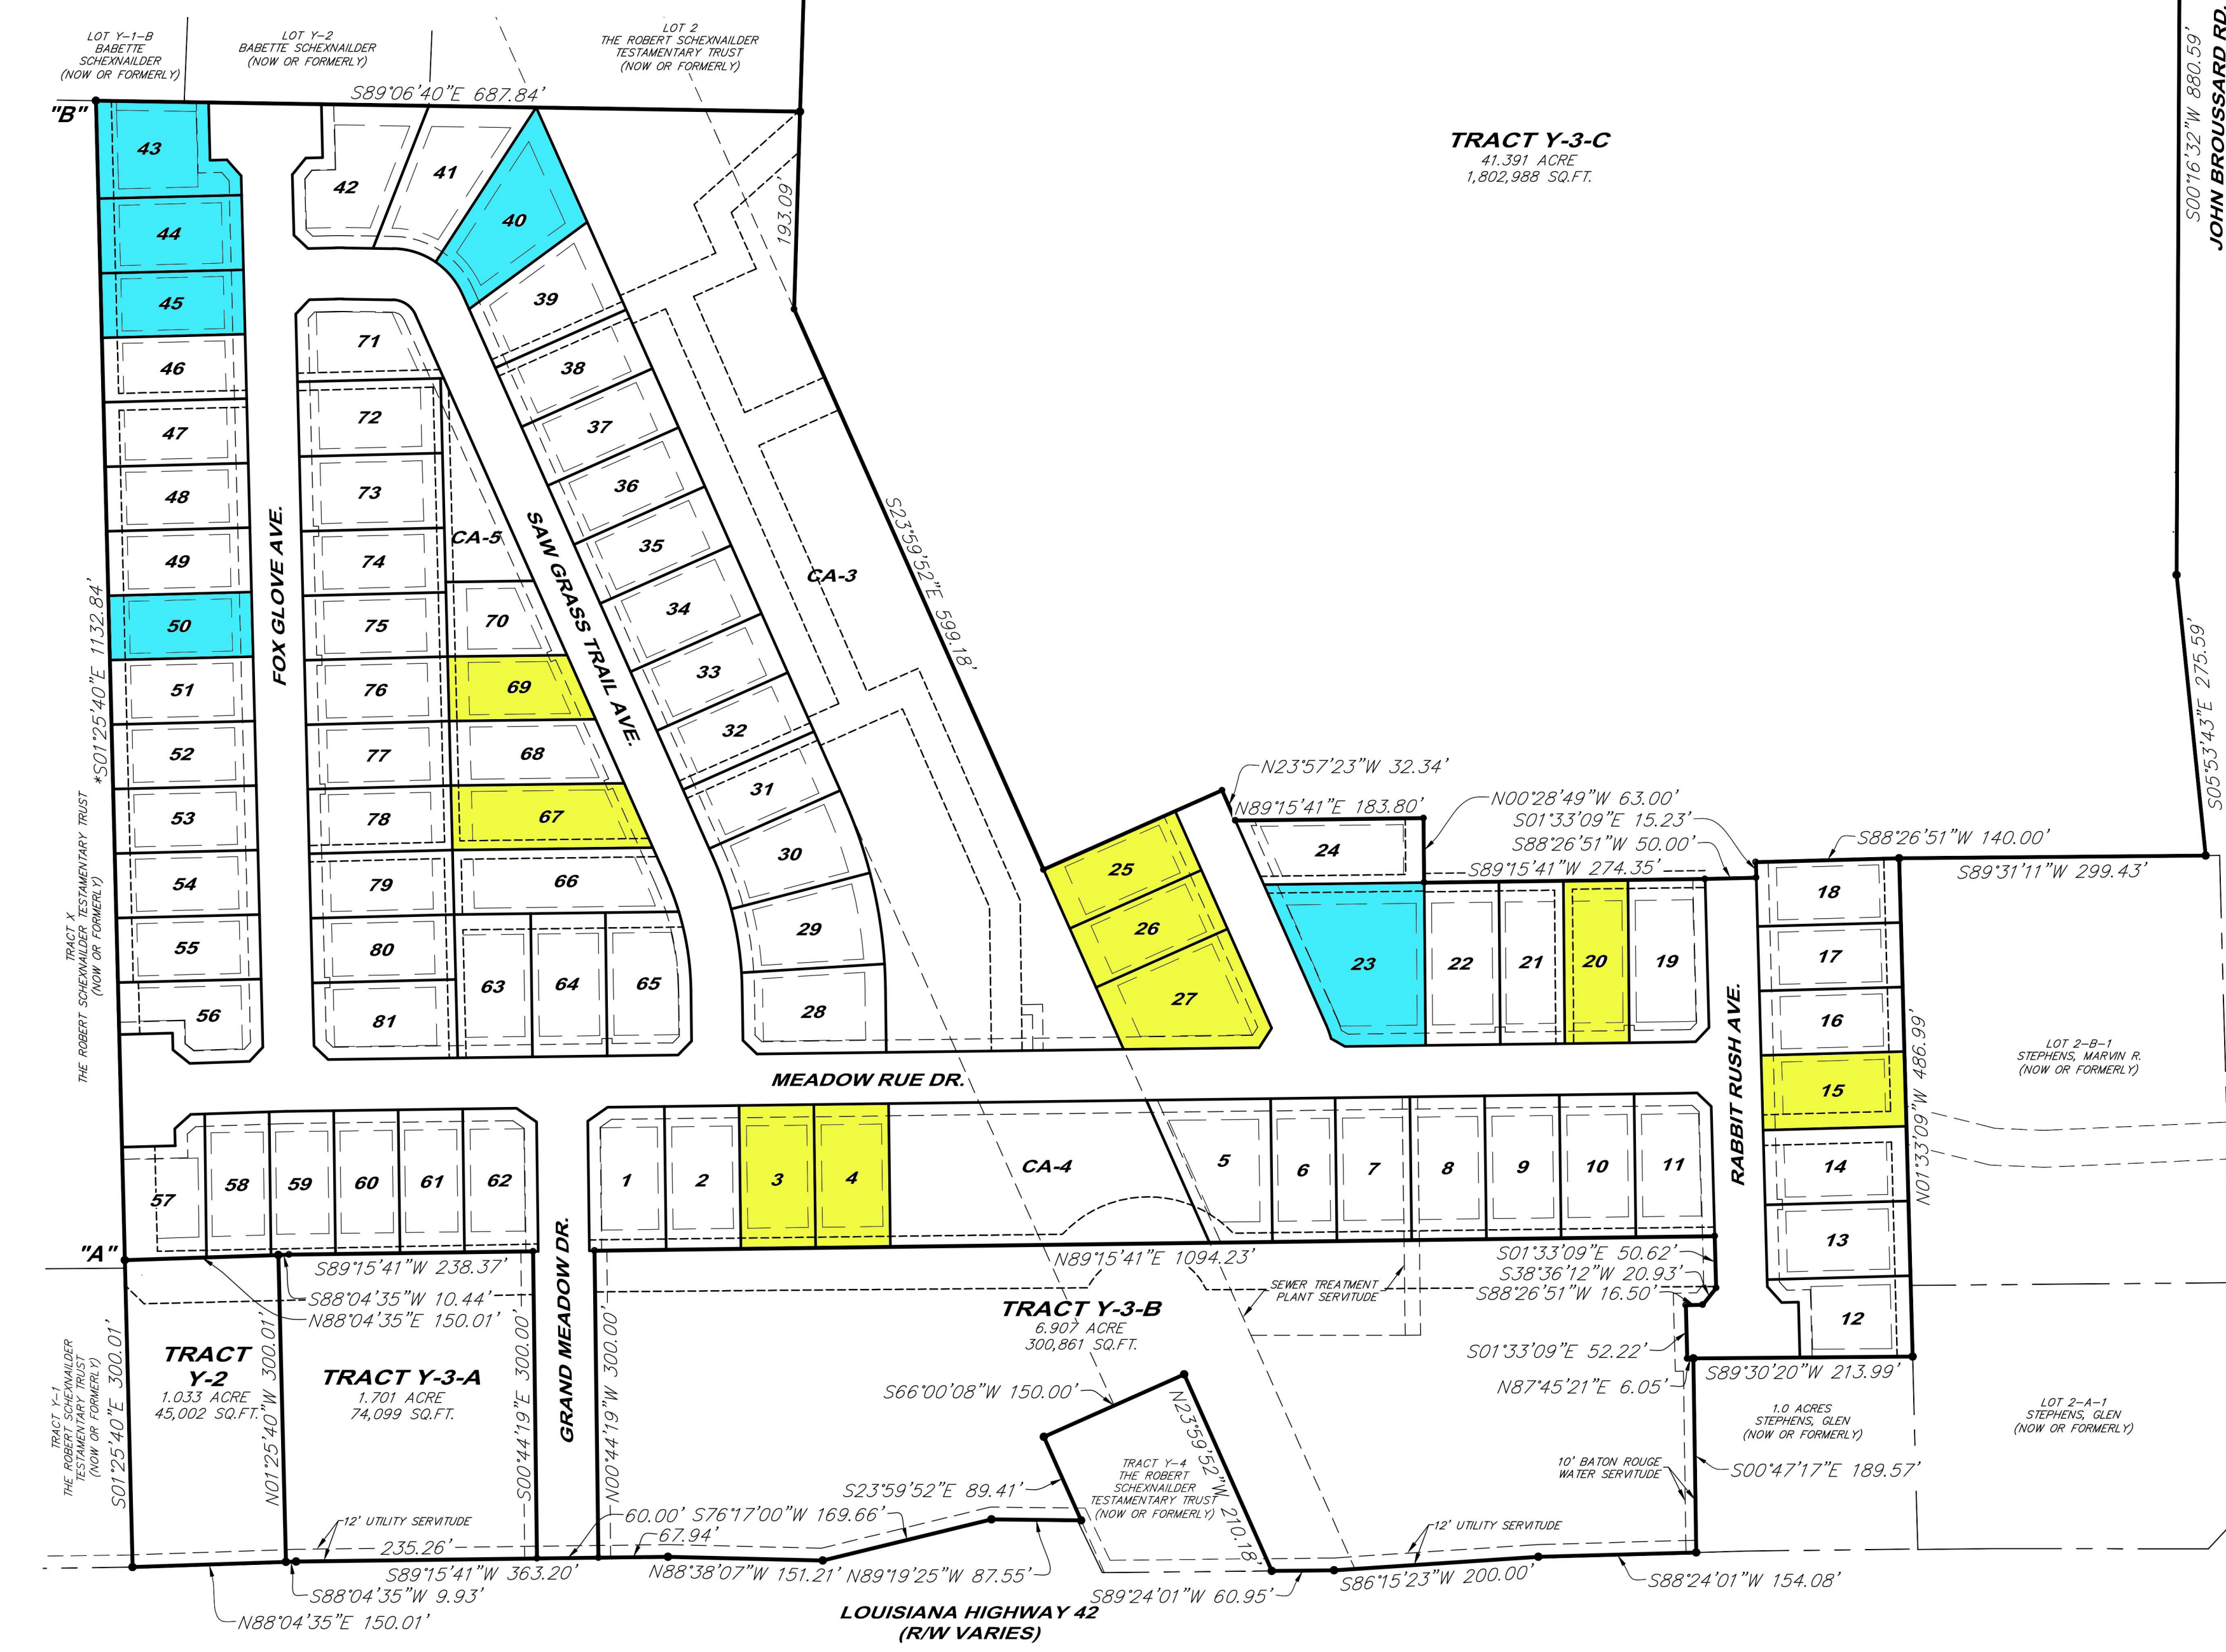 LOT Y-1-B
BABETTE
SCHEXNAILDER
(NOW OR FORMERLY)
LOT Y-2
BABETTE SCHEXNAILDER
(NOW OR FORMERLY)
LOT 2
THE ROBERT SCHEXNAILDER
TESTAMENTARY TRUST
(NOW OR FORMERLY)
S00°16'32"W 880.59'
JOHN BROUSSARD RD.
"B"
S89°06'40"E 687.84'
TRACT Y-3-C
41.391 ACRE
1,802,988 SQ.FT.
193.09'
43
44
45
46
47
48
49
50
51
52
53
54
55
56
42
41
40
39
38
37
36
35
34
33
32
31
30
29
28
71
72
73
74
75
76
77
78
79
80
81
CA-5
70
69
68
67
66
63
64
65
FOX GLOVE AVE.
SAW GRASS TRAIL AVE.
CA-3
S23°59'52"E 599.18'
*S01°25'40"E 1132.84'
TRACT X
THE ROBERT SCHEXNAILDER TESTAMENTARY TRUST
(NOW OR FORMERLY)
S05°53'43"E 275.59'
N23°57'23"W 32.34'
N89°15'41"E 183.80'
N00°28'49"W 63.00'
S01°33'09"E 15.23'
S88°26'51"W 50.00'
S89°15'41"W 274.35'
S88°26'51"W 140.00'
S89°31'11"W 299.43'
25
26
27
24
23
22
21
20
19
18
17
16
15
14
13
12
RABBIT RUSH AVE.
N01°33'09"W 486.99'
LOT 2-B-1
STEPHENS, MARVIN R.
(NOW OR FORMERLY)
MEADOW RUE DR.
57
58
59
60
61
62
1
2
3
4
CA-4
5
6
7
8
9
10
11
GRAND MEADOW DR.
"A"
S89°15'41"W 238.37'
S88°04'35"W 10.44'
N88°04'35"E 150.01'
N89°15'41"E 1094.23'
SEWER TREATMENT
PLANT SERVITUDE
S01°33'09"E 50.62'
S38°36'12"W 20.93'
S88°26'51"W 16.50'
S01°33'09"E 52.22'
N87°45'21"E 6.05'
S89°30'20"W 213.99'
TRACT Y-1
THE ROBERT SCHEXNAILDER
TESTAMENTARY TRUST
(NOW OR FORMERLY)
S01°25'40"E 300.01'
TRACT
Y-2
1.033 ACRE
45,002 SQ.FT.
N01°25'40"W 300.01'
TRACT Y-3-A
1.701 ACRE
74,099 SQ.FT.
S00°44'19"E 300.00'
N00°44'19"W 300.00'
TRACT Y-3-B
6.907 ACRE
300,861 SQ.FT.
S66°00'08"W 150.00'
N23°59'52"W 210.18'
S23°59'52"E 89.41'
TRACT Y-4
THE ROBERT
SCHEXNAILDER
TESTAMENTARY TRUST
(NOW OR FORMERLY)
1.0 ACRES
STEPHENS, GLEN
(NOW OR FORMERLY)
LOT 2-A-1
STEPHENS, GLEN
(NOW OR FORMERLY)
10' BATON ROUGE
WATER SERVITUDE
S00°47'17"E 189.57'
12' UTILITY SERVITUDE
235.26'
60.00'
S76°17'00"W 169.66'
67.94'
12' UTILITY SERVITUDE
S89°15'41"W 363.20'
S88°04'35"W 9.93'
N88°04'35"E 150.01'
N88°38'07"W 151.21'
N89°19'25"W 87.55'
S89°24'01"W 60.95'
S86°15'23"W 200.00'
S88°24'01"W 154.08'
LOUISIANA HIGHWAY 42
(R/W VARIES)